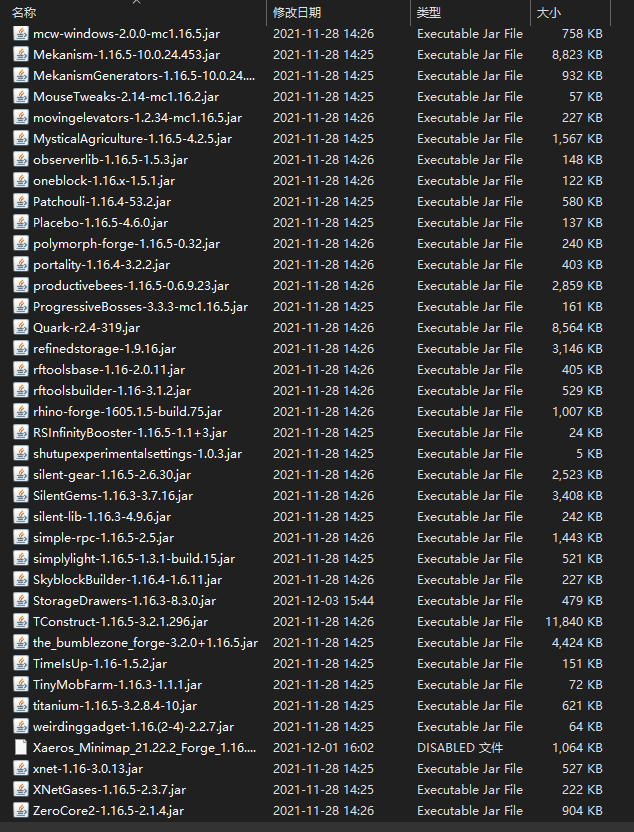 名称 修改日期 类型 大小
mcw-windows-2.0.0-mc1.16.5.jar 2021-11-28 14:26 Executable Jar File 758 KB
Mekanism-1.16.5-10.0.24.453.jar 2021-11-28 14:25 Executable Jar File 8,823 KB
MekanismGenerators-1.16.5-10.0.24.... 2021-11-28 14:25 Executable Jar File 932 KB
MouseTweaks-2.14-mc1.16.2.jar 2021-11-28 14:25 Executable Jar File 57 KB
movingelevators-1.2.34-mc1.16.5.jar 2021-11-28 14:26 Executable Jar File 227 KB
MysticalAgriculture-1.16.5-4.2.5.jar 2021-11-28 14:25 Executable Jar File 1,567 KB
observerlib-1.16.5-1.5.3.jar 2021-11-28 14:25 Executable Jar File 148 KB
oneblock-1.16.x-1.5.1.jar 2021-11-28 14:26 Executable Jar File 122 KB
Patchouli-1.16.4-53.2.jar 2021-11-28 14:25 Executable Jar File 580 KB
Placebo-1.16.5-4.6.0.jar 2021-11-28 14:25 Executable Jar File 137 KB
polymorph-forge-1.16.5-0.32.jar 2021-11-28 14:26 Executable Jar File 240 KB
portality-1.16.4-3.2.2.jar 2021-11-28 14:26 Executable Jar File 403 KB
productivebees-1.16.5-0.6.9.23.jar 2021-11-28 14:26 Executable Jar File 2,859 KB
ProgressiveBosses-3.3.3-mc1.16.5.jar 2021-11-28 14:25 Executable Jar File 161 KB
Quark-r2.4-319.jar 2021-11-28 14:26 Executable Jar File 8,564 KB
refinedstorage-1.9.16.jar 2021-11-28 14:26 Executable Jar File 3,146 KB
rftoolsbase-1.16-2.0.11.jar 2021-11-28 14:26 Executable Jar File 405 KB
rftoolsbuilder-1.16-3.1.2.jar 2021-11-28 14:26 Executable Jar File 529 KB
rhino-forge-1605.1.5-build.75.jar 2021-11-28 14:26 Executable Jar File 1,007 KB
RSInfinityBooster-1.16.5-1.1+3.jar 2021-11-28 14:25 Executable Jar File 24 KB
shutupexperimentalsettings-1.0.3.jar 2021-11-28 14:25 Executable Jar File 5 KB
silent-gear-1.16.5-2.6.30.jar 2021-11-28 14:25 Executable Jar File 2,523 KB
SilentGems-1.16.3-3.7.16.jar 2021-11-28 14:26 Executable Jar File 3,408 KB
silent-lib-1.16.3-4.9.6.jar 2021-11-28 14:25 Executable Jar File 242 KB
simple-rpc-1.16.5-2.5.jar 2021-11-28 14:26 Executable Jar File 1,443 KB
simplylight-1.16.5-1.3.1-build.15.jar 2021-11-28 14:25 Executable Jar File 521 KB
SkyblockBuilder-1.16.4-1.6.11.jar 2021-11-28 14:26 Executable Jar File 227 KB
StorageDrawers-1.16.3-8.3.0.jar 2021-12-03 15:44 Executable Jar File 479 KB
TConstruct-1.16.5-3.2.1.296.jar 2021-11-28 14:26 Executable Jar File 11,840 KB
the_bumblezone_forge-3.2.0+1.16.5.jar 2021-11-28 14:25 Executable Jar File 4,424 KB
TimeIsUp-1.16-1.5.2.jar 2021-11-28 14:25 Executable Jar File 151 KB
TinyMobFarm-1.16.3-1.1.1.jar 2021-11-28 14:25 Executable Jar File 72 KB
titanium-1.16.5-3.2.8.4-10.jar 2021-11-28 14:25 Executable Jar File 621 KB
weirdinggadget-1.16.(2-4)-2.2.7.jar 2021-11-28 14:26 Executable Jar File 64 KB
Xaeros_Minimap_21.22.2_Forge_1.16.... 2021-12-01 16:02 DISABLED 文件 1,064 KB
xnet-1.16-3.0.13.jar 2021-11-28 14:25 Executable Jar File 527 KB
XNetGases-1.16.5-2.3.7.jar 2021-11-28 14:25 Executable Jar File 222 KB
ZeroCore2-1.16.5-2.1.4.jar 2021-11-28 14:26 Executable Jar File 904 KB